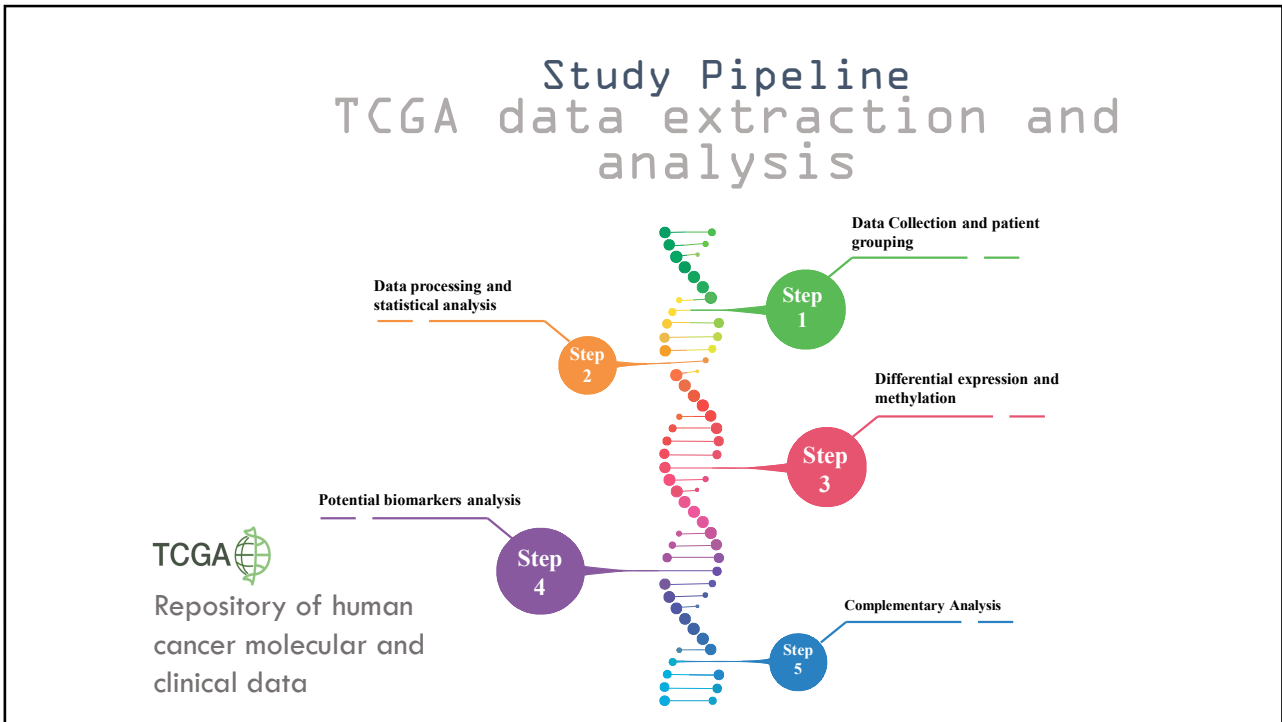 Study Pipeline
TCGA data extraction and
analysis
Data Collection and patient
grouping
Step
1
Data processing and
statistical analysis
Step
2
Differential expression and
methylation
Step
3
Potential biomarkers analysis
Step
4
TCGA
Repository of human
cancer molecular and
clinical data
Complementary Analysis
Step
5